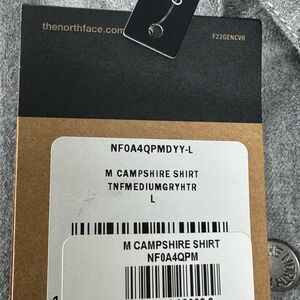 thenorthface.com
F22GENCVR
NF0A4QPMDYY-L
M CAMPSHIRE SHIRT
TNFMEDIUMGRYHTR
L
M CAMPSHIRE SHIRT
NF0A4QPM